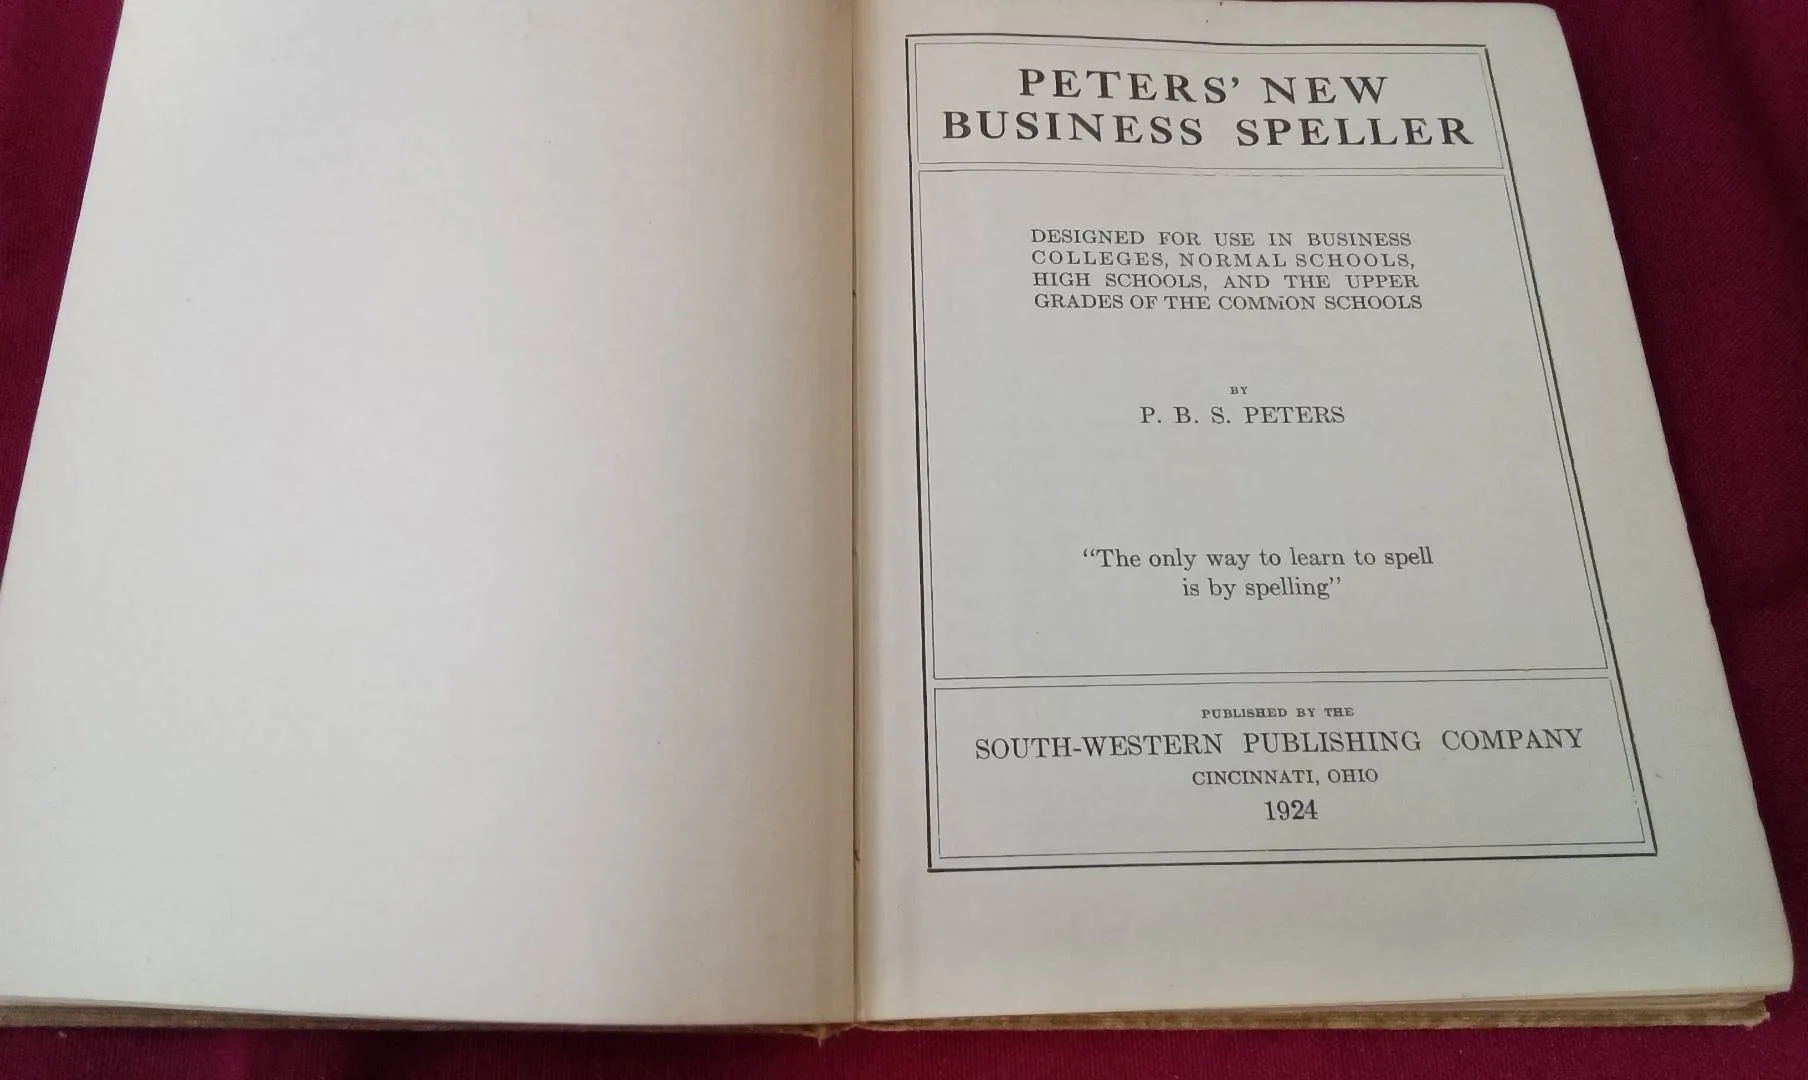 PETERS' NEW
BUSINESS SPELLER
DESIGNED FOR USE IN BUSINESS
COLLEGES, NORMAL SCHOOLS,
HIGH SCHOOLS, AND THE UPPER
GRADES OF THE COMMON SCHOOLS
BY
P. B. S. PETERS
"The only way to learn to spell
is by spelling"
PUBLISHED BY THE
SOUTH-WESTERN PUBLISHING COMPANY
CINCINNATI, OHIO
1924